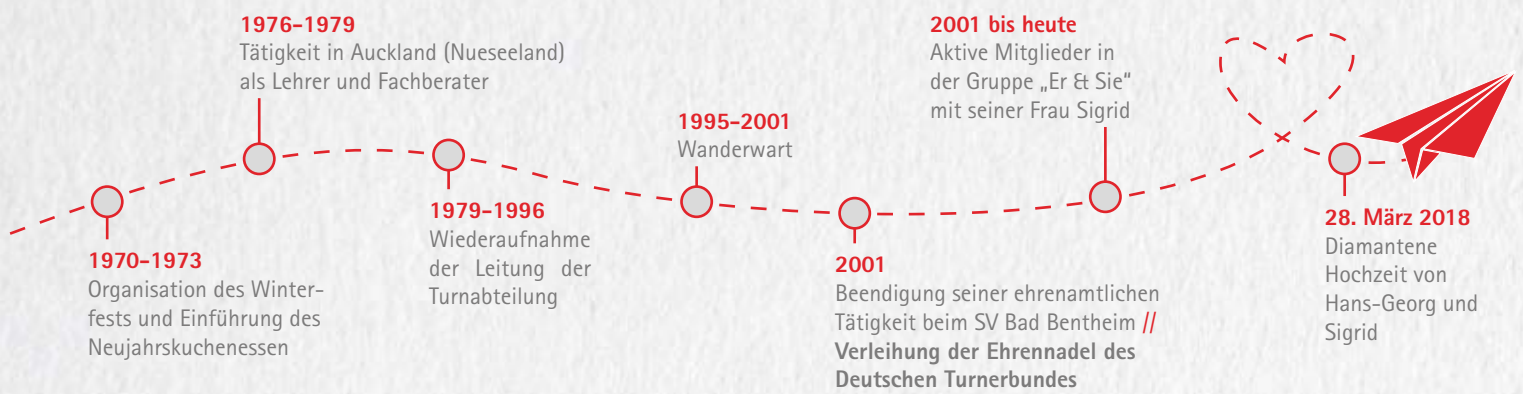 1976-1979
Tätigkeit in Auckland (Nueseeland)
als Lehrer und Fachberater
2001 bis heute
Aktive Mitglieder in
der Gruppe „Er & Sie“
mit seiner Frau Sigrid
1995-2001
Wanderwart
1970-1973
Organisation des Winter-
fests und Einführung des
Neujahrskuchenessen
1979-1996
Wiederaufnahme
der Leitung der
Turnabteilung
2001
Beendigung seiner ehrenamtlichen
Tätigkeit beim SV Bad Bentheim //
Verleihung der Ehrennadel des
Deutschen Turnerbundes
28. März 2018
Diamantene
Hochzeit von
Hans-Georg und
Sigrid